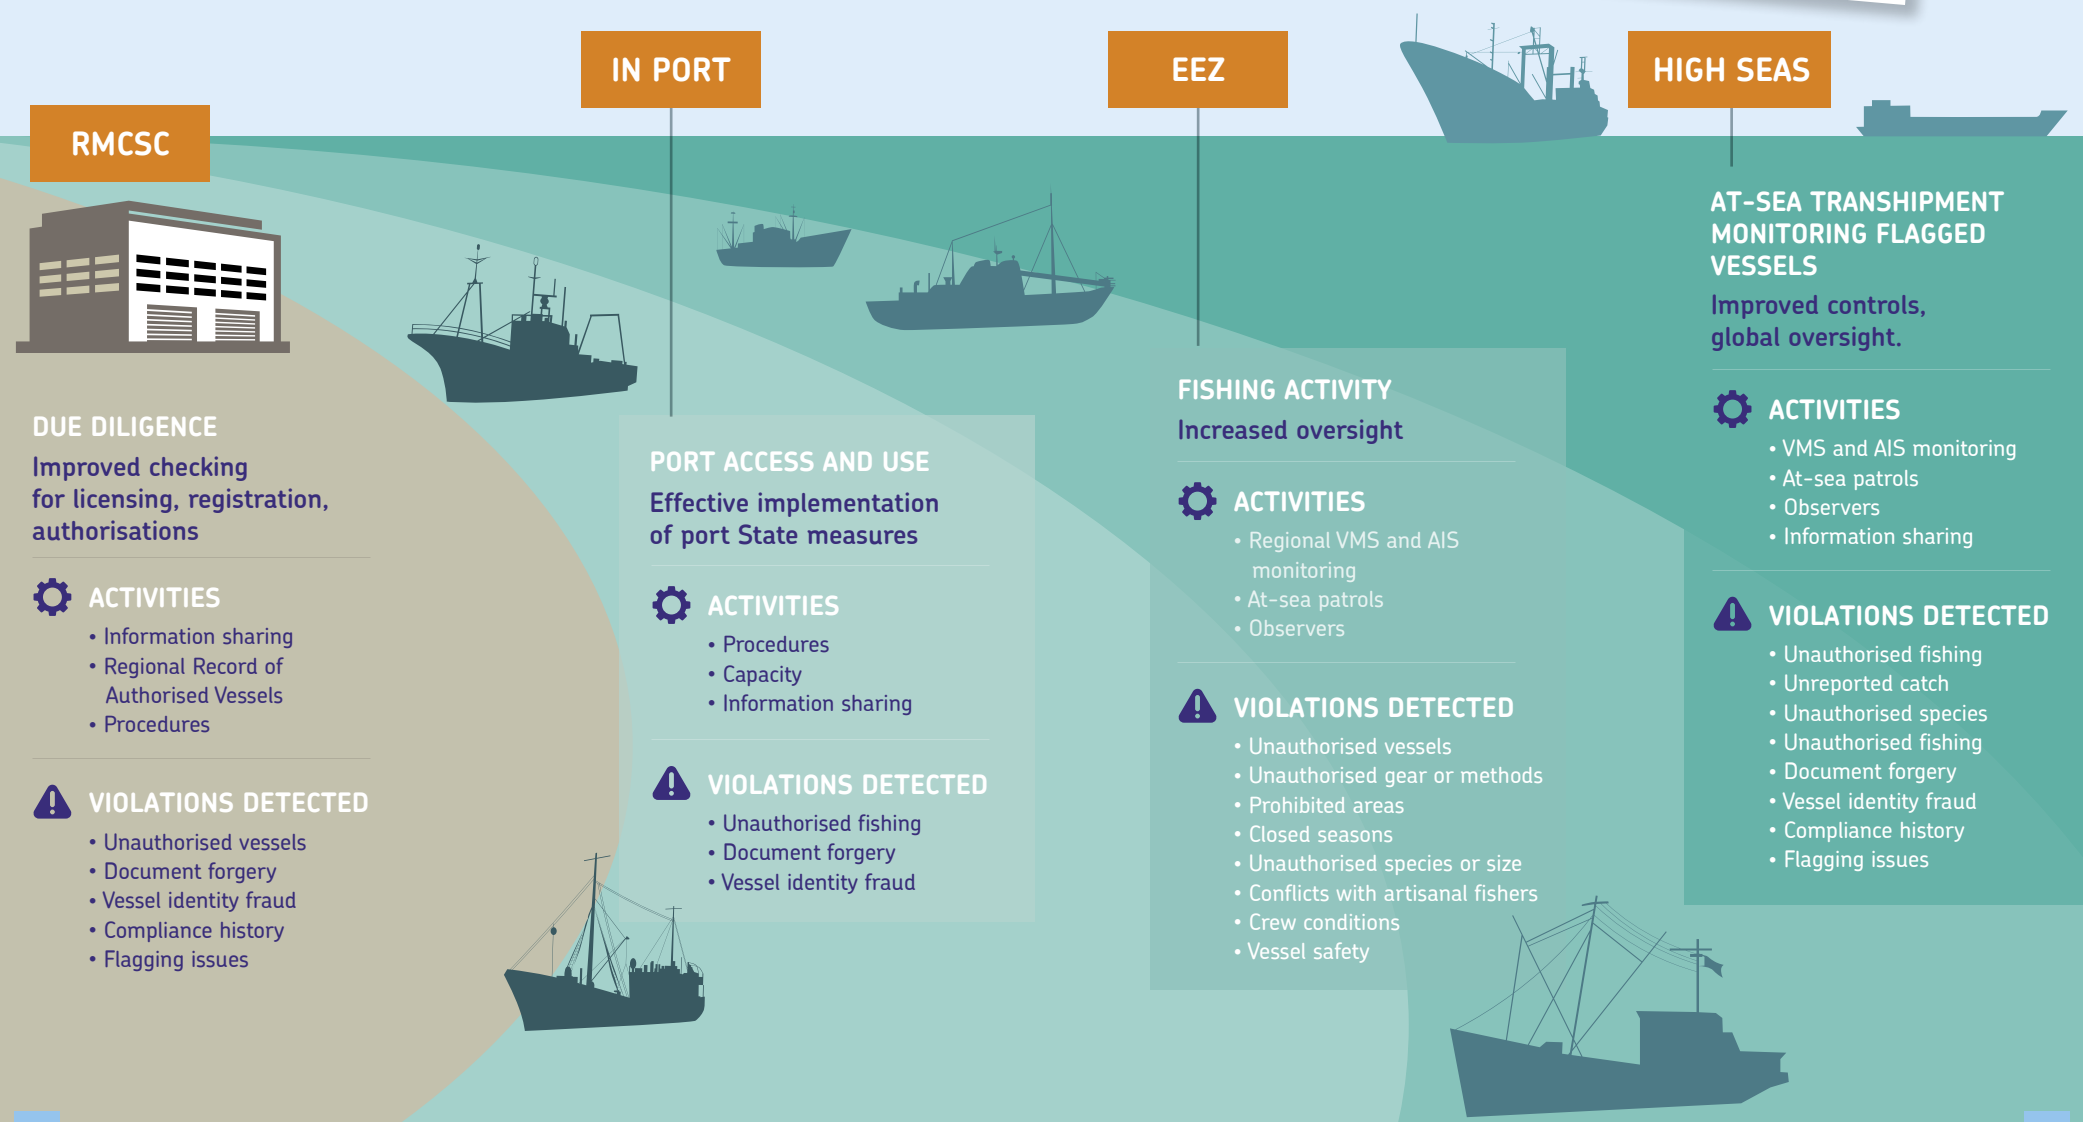 RMCSC
DUE DILIGENCE
Improved checking
for licensing, registration,
authorisations
ACTIVITIES
• Information sharing
• Regional Record of
Authorised Vessels
• Procedures
VIOLATIONS DETECTED
• Unauthorised vessels
• Document forgery
• Vessel identity fraud
• Compliance history
• Flagging issues
IN PORT
PORT ACCESS AND USE
Effective implementation
of port State measures
ACTIVITIES
• Procedures
• Capacity
• Information sharing
VIOLATIONS DETECTED
• Unauthorised fishing
• Document forgery
• Vessel identity fraud
EEZ
FISHING ACTIVITY
Increased oversight
ACTIVITIES
• Regional VMS and AIS
monitoring
• At-sea patrols
• Observers
VIOLATIONS DETECTED
• Unauthorised vessels
• Unauthorised gear or methods
• Prohibited areas
• Closed seasons
• Unauthorised species or size
• Conflicts with artisanal fishers
• Crew conditions
• Vessel safety
HIGH SEAS
AT-SEA TRANSHIPMENT
MONITORING FLAGGED
VESSELS
Improved controls,
global oversight.
ACTIVITIES
• VMS and AIS monitoring
• At-sea patrols
• Observers
• Information sharing
VIOLATIONS DETECTED
• Unauthorised fishing
• Unreported catch
• Unauthorised species
• Unauthorised fishing
• Document forgery
• Vessel identity fraud
• Compliance history
• Flagging issues